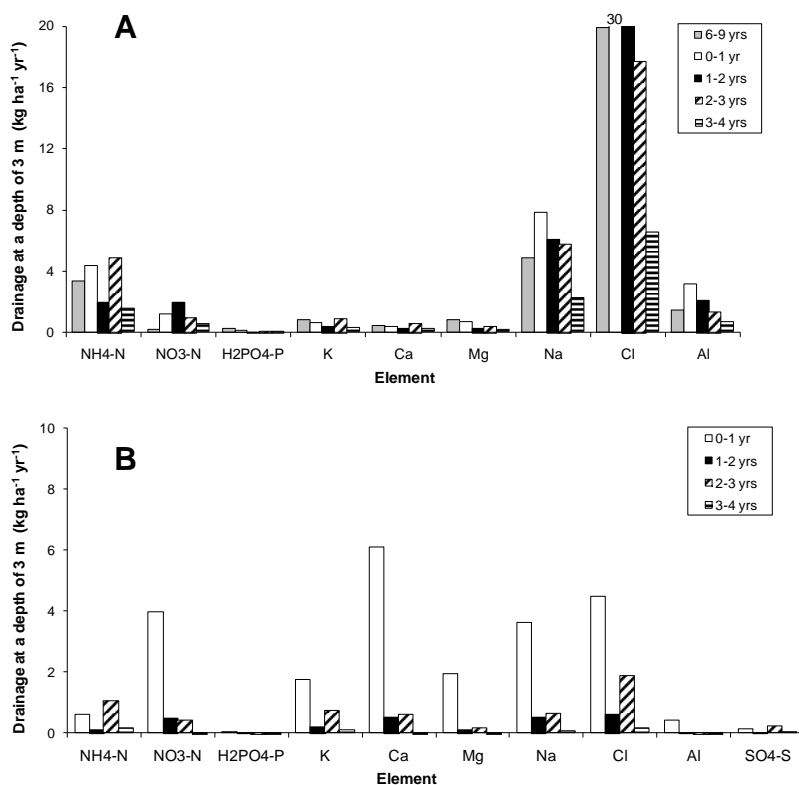 A
30
20
16
12
8
4
0
Drainage at a depth of 3 m (kg ha⁻¹ yr⁻¹)
6-9 yrs
0-1 yr
1-2 yrs
2-3 yrs
3-4 yrs
NH4-N NO3-N H2PO4-P K Ca Mg Na Cl Al
Element
B
10
8
6
4
2
0
Drainage at a depth of 3 m (kg ha⁻¹ yr⁻¹)
0-1 yr
1-2 yrs
2-3 yrs
3-4 yrs
NH4-N NO3-N H2PO4-P K Ca Mg Na Cl Al SO4-S
Element